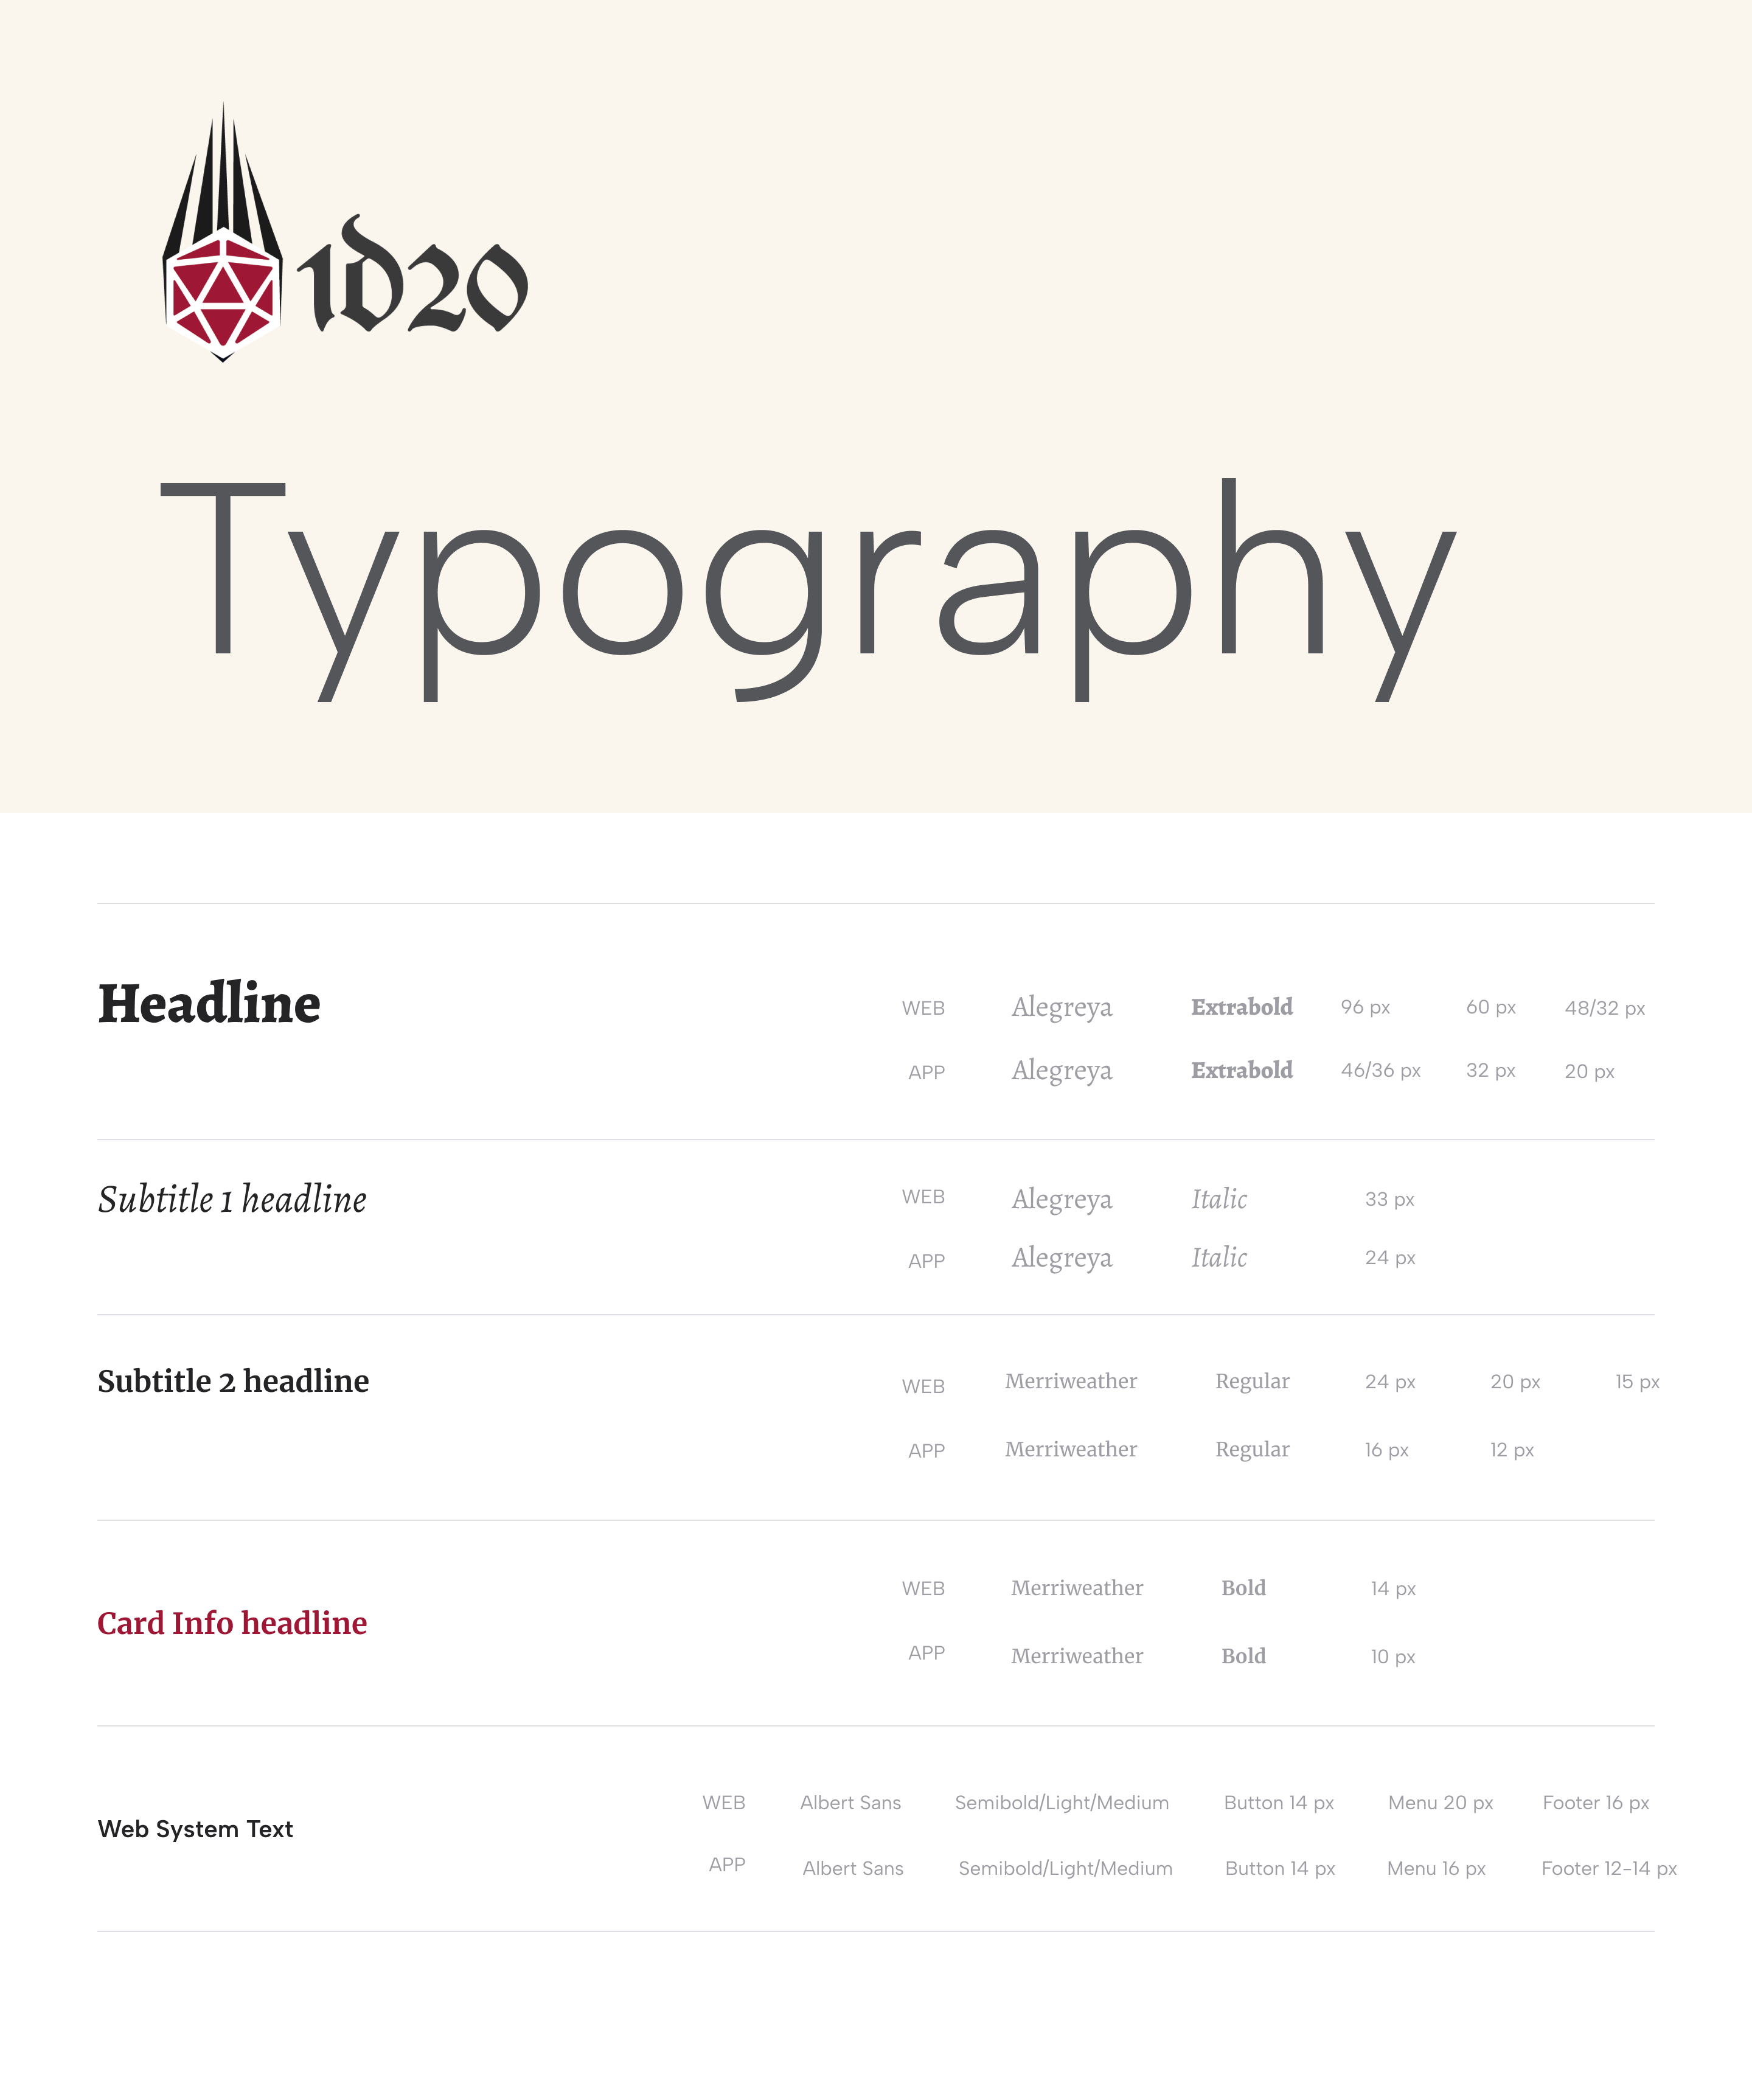 1D20
Typography
Headline
WEB Alegreya Extrabold 96 px 60 px 48/32 px
APP Alegreya Extrabold 46/36 px 32 px 20 px
Subtitle 1 headline
WEB Alegreya Italic 33 px
APP Alegreya Italic 24 px
Subtitle 2 headline
WEB Merriweather Regular 24 px 20 px 15 px
APP Merriweather Regular 16 px 12 px
Card Info headline
WEB Merriweather Bold 14 px
APP Merriweather Bold 10 px
Web System Text
WEB Albert Sans Semibold/Light/Medium Button 14 px Menu 20 px Footer 16 px
APP Albert Sans Semibold/Light/Medium Button 14 px Menu 16 px Footer 12-14 px